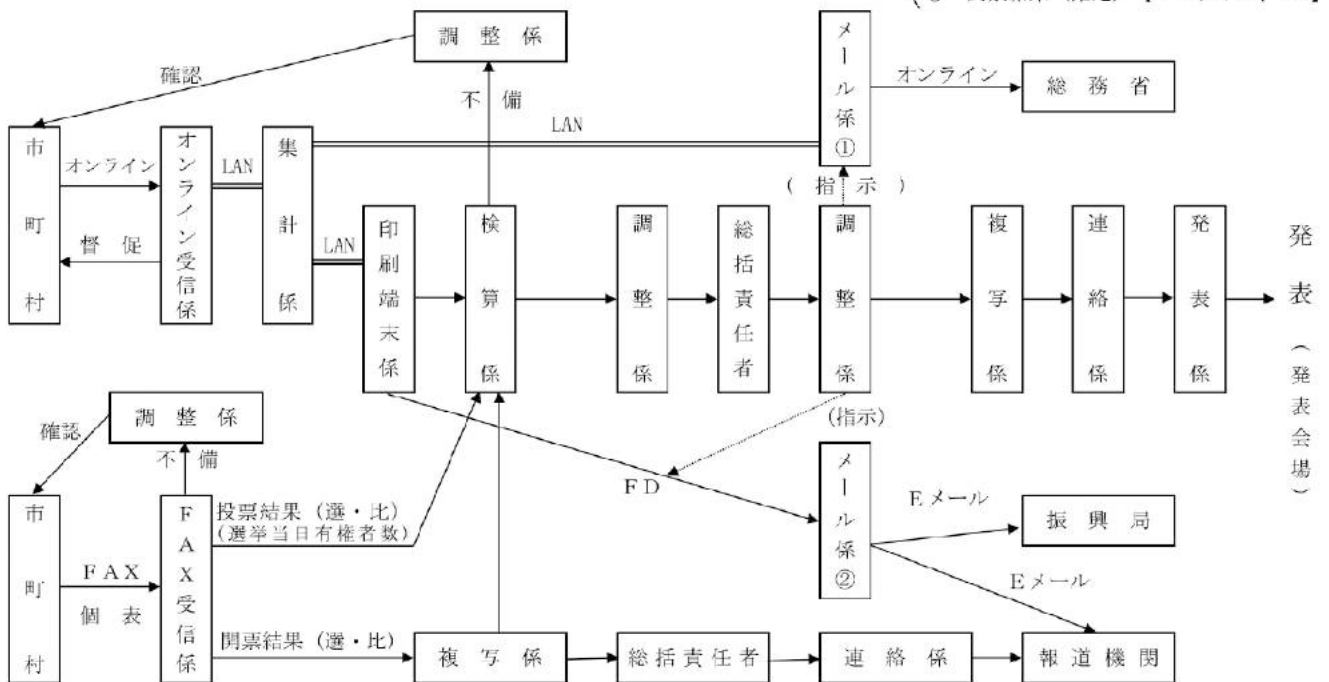 調整係
確認
不備
メール係①
オンライン
総務省
LAN
市町村
オンライン
督促
オンライン受信係
LAN
集計係
LAN
印刷端末係
検算係
調整係
総括責任者
(指示)
調整係
複写係
連絡係
発表係
発表(発表会場)
調整係
確認
不備
(指示)
FD
メール係②
Eメール
振興局
Eメール
市町村
FAX
個表
FAX受信係
投票結果(選・比)
(選挙当日有権者数)
開票結果(選・比)
複写係
総括責任者
連絡係
報道機関